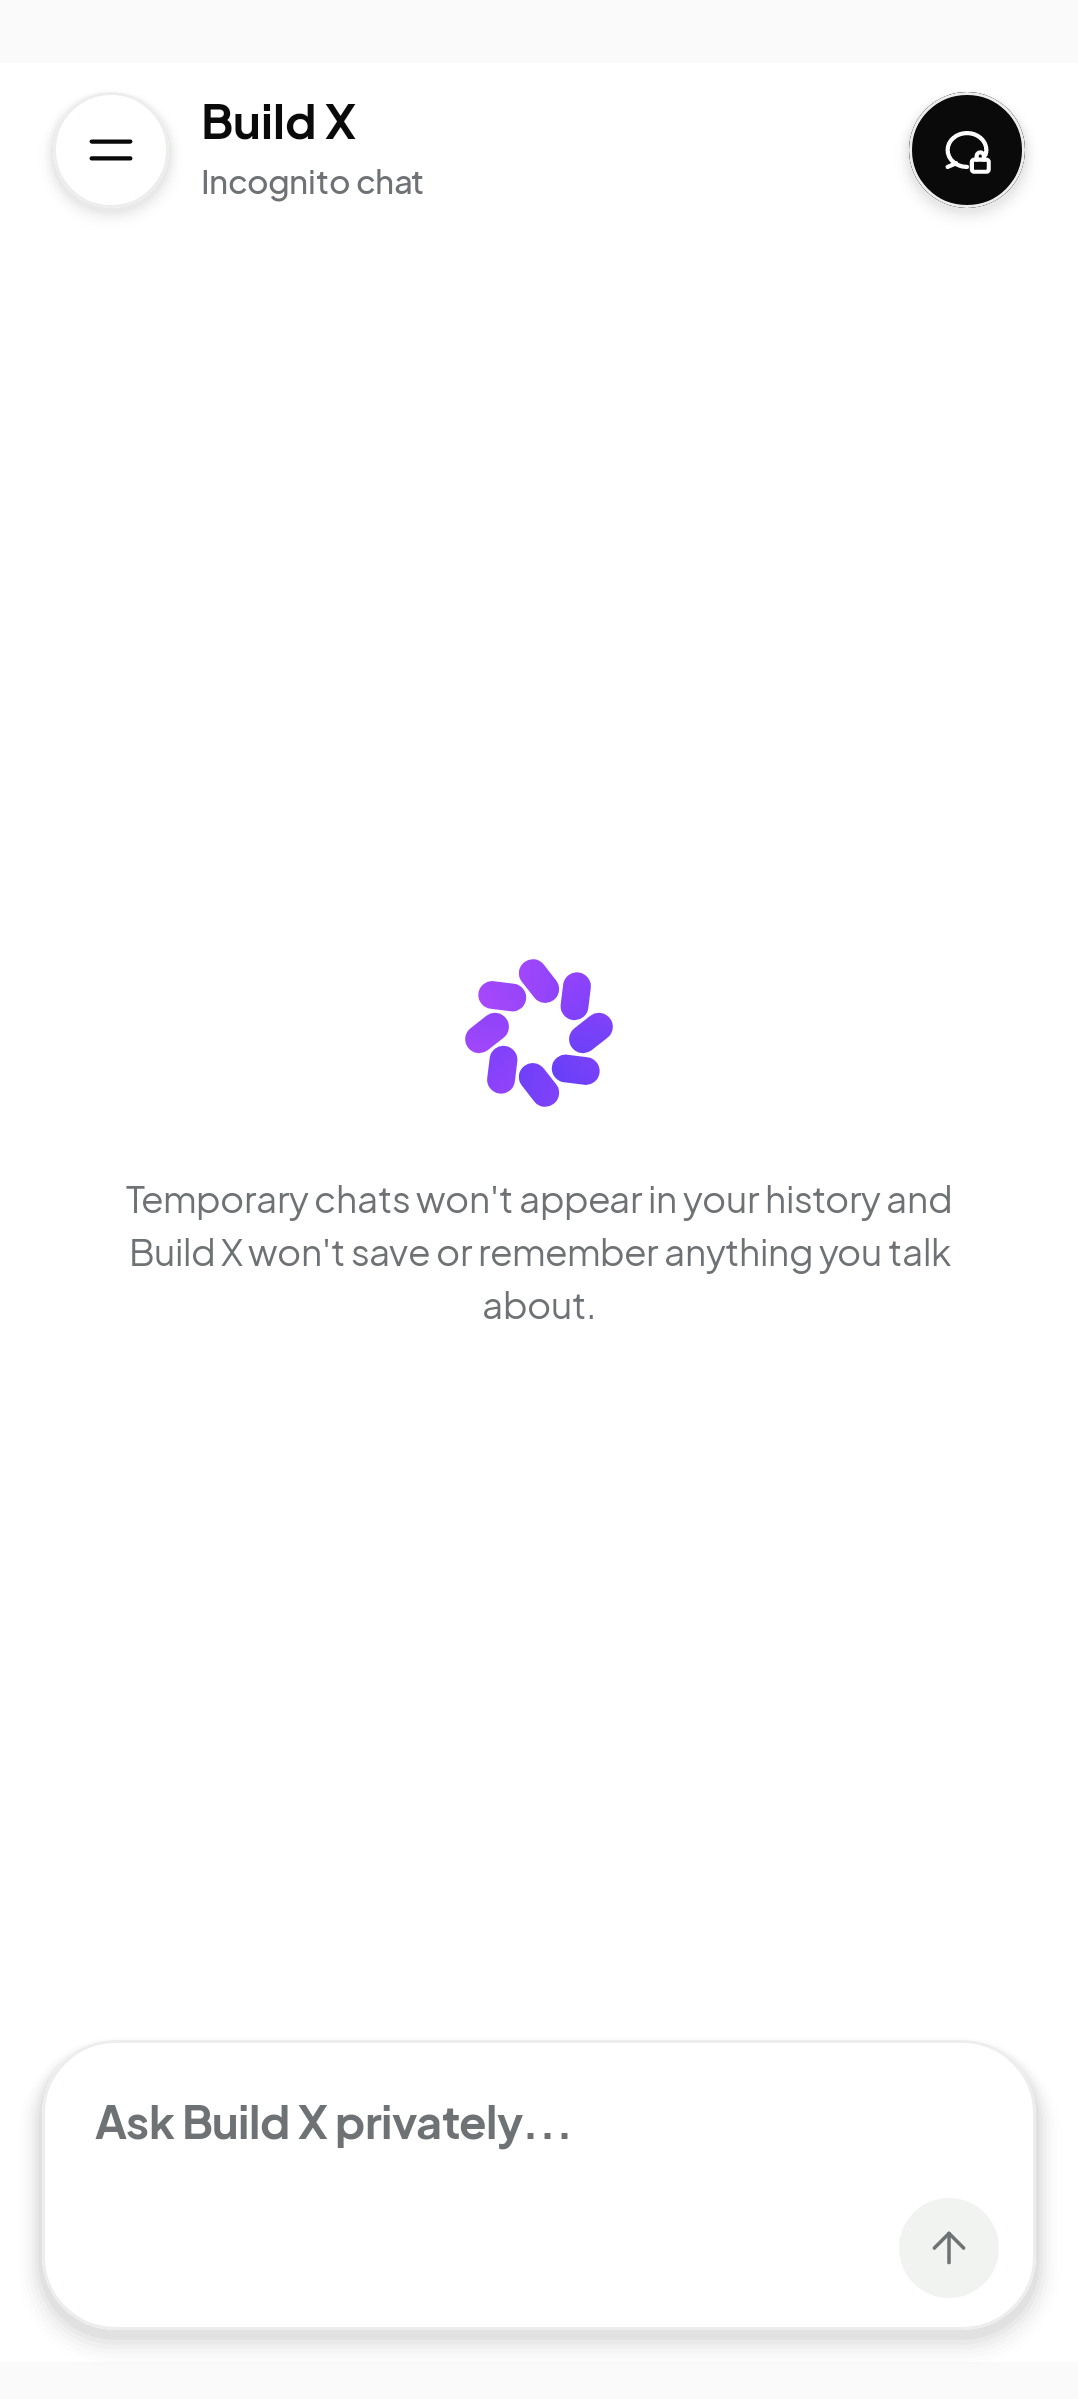 Build X
Incognito chat
Temporary chats won't appear in your history and
Build X won't save or remember anything you talk
about.
Ask Build X privately...